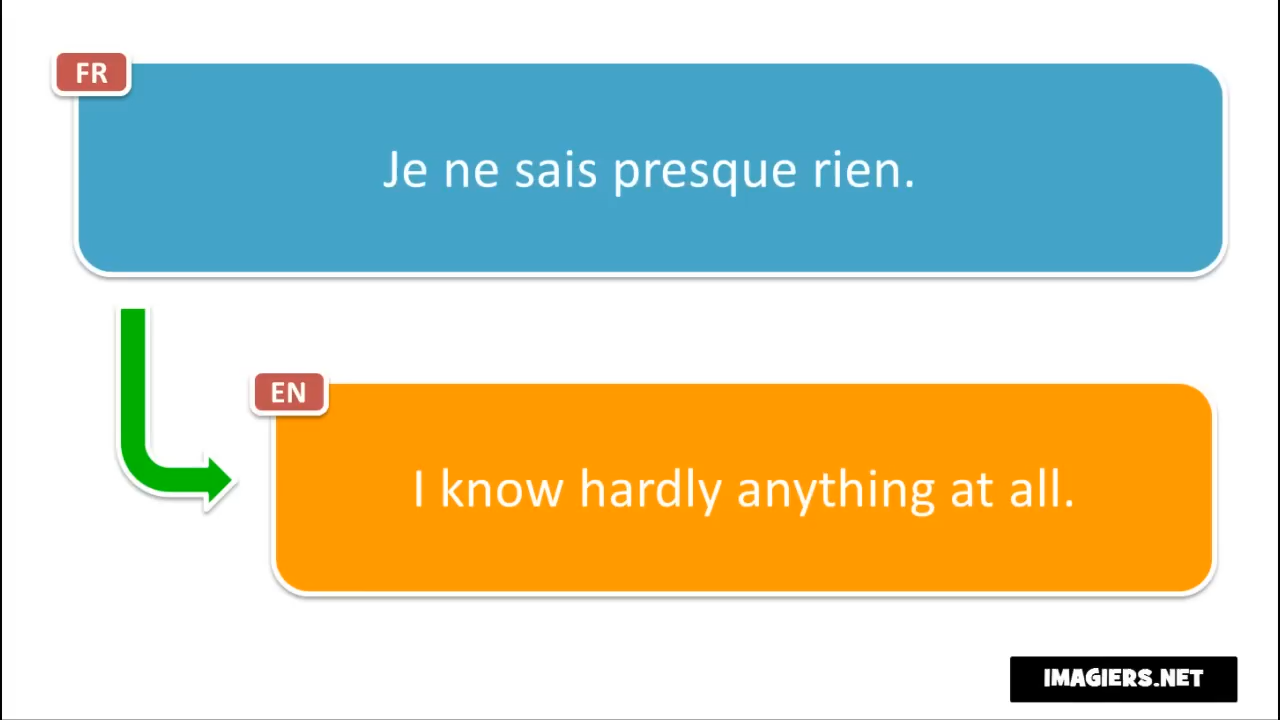 FR
Je ne sais presque rien.
EN
I know hardly anything at all.
IMAGIERS.NET